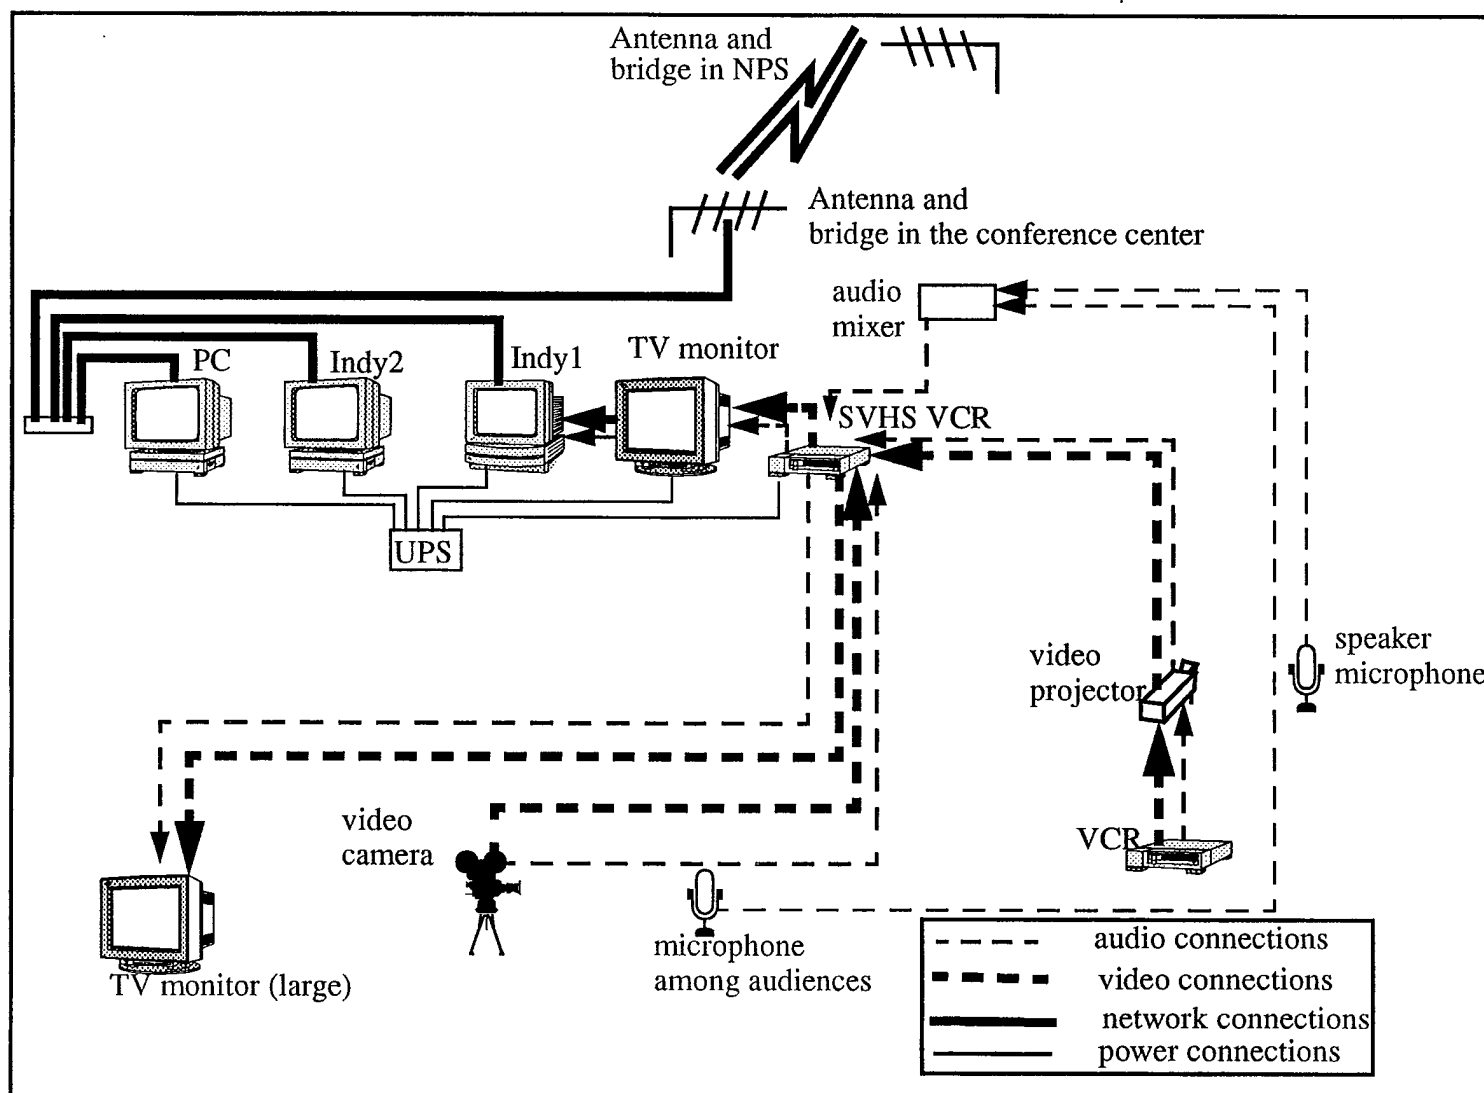 Antenna and
bridge in NPS
Antenna and
bridge in the conference center
audio
mixer
PC
Indy2
Indy1
TV monitor
SVHS VCR
UPS
speaker
microphone
video
projector
video
camera
VCR
TV monitor (large)
microphone
among audiences
audio connections
video connections
network connections
power connections